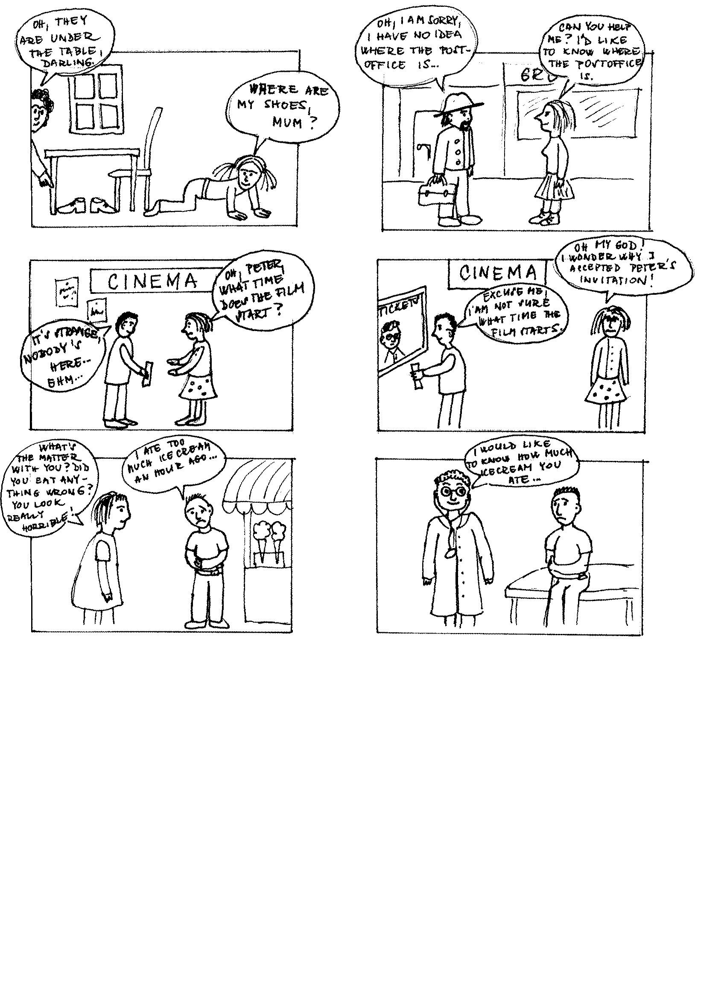 OH, THEY
ARE UNDER
THE TABLE,
DARLING.
WHERE ARE
MY SHOES,
MUM?
OH, I AM SORRY,
I HAVE NO IDEA
WHERE THE POST-
OFFICE IS...
CAN YOU HELP
ME? I'D LIKE
TO KNOW WHERE
THE POSTOFFICE
IS.
CINEMA
OH, PETER,
WHAT TIME
DOES THE FILM
START?
IT'S STRANGE,
NOBODY'S
HERE...
EHM...
CINEMA
TICKETS
EXCUSE ME,
I'AM NOT SURE
WHAT TIME THE
FILM STARTS.
OH MY GOD!
I WONDER WHY I
ACCEPTED PETER'S
INVITATION!
WHAT'S
THE MATTER
WITH YOU? DID
YOU EAT ANY-
THING WRONG?
YOU LOOK
REALLY
HORRIBLE!
I ATE TOO
MUCH ICECREAM
AN HOUR AGO...
I WOULD LIKE
TO KNOW HOW MUCH
ICECREAM YOU
ATE...